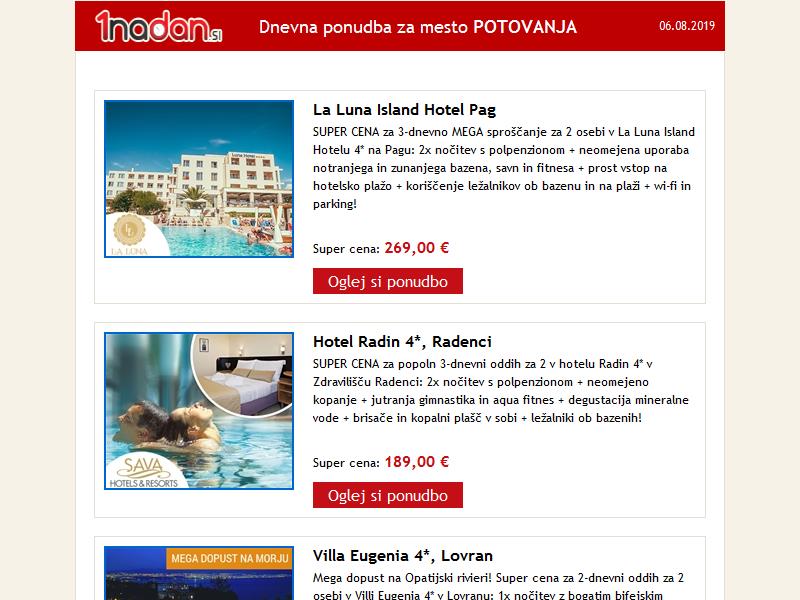 1nadan.si
Dnevna ponudba za mesto POTOVANJA
06.08.2019
La Luna Island Hotel Pag
SUPER CENA za 3-dnevno MEGA sproščanje za 2 osebi v La Luna Island
Hotelu 4* na Pagu: 2x nočitev s polpenzionom + neomejena uporaba
notranjega in zunanjega bazena, savn in fitnesa + prost vstop na
hotelsko plažo + koriščenje ležalnikov ob bazenu in na plaži + wi-fi in
parking!
LA LUNA
Super cena: 269,00 €
Oglej si ponudbo
Hotel Radin 4*, Radenci
SUPER CENA za popoln 3-dnevni oddih za 2 v hotelu Radin 4* v
Zdravilišču Radenci: 2x nočitev s polpenzionom + neomejeno
kopanje + jutranja gimnastika in aqua fitnes + degustacija mineralne
vode + brisače in kopalni plašč v sobi + ležalniki ob bazenih!
SAVA
HOTELS & RESORTS
Super cena: 189,00 €
Oglej si ponudbo
MEGA DOPUST NA MORJU
Villa Eugenia 4*, Lovran
Mega dopust na Opatijski rivieri! Super cena za 2-dnevni oddih za 2
osebi v Villi Eugenia 4* v Lovranu: 1x nočitev z bogatim bifejskim